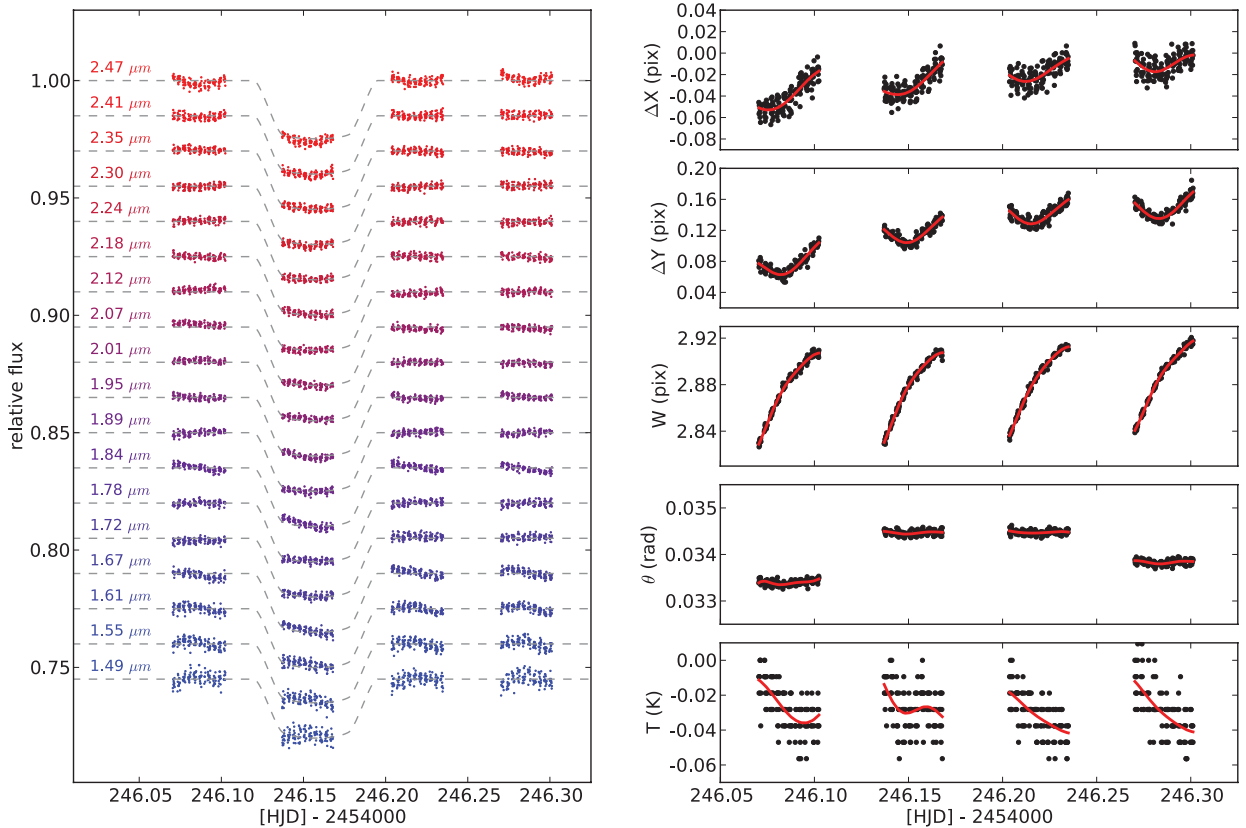 2.47 μm
1.00
2.41 μm
2.35 μm
2.30 μm
0.95
2.24 μm
2.18 μm
2.12 μm
0.90
2.07 μm
2.01 μm
1.95 μm
0.85
1.89 μm
1.84 μm
1.78 μm
1.72 μm
0.80
1.67 μm
1.61 μm
1.55 μm
0.75
1.49 μm
relative flux
246.05 246.10 246.15 246.20 246.25 246.30
[HJD] - 2454000
0.04
0.02
0.00
-0.02
-0.04
-0.06
-0.08
ΔX (pix)
0.20
0.16
0.12
0.08
0.04
ΔY (pix)
2.92
2.88
2.84
W (pix)
0.035
0.034
0.033
θ (rad)
0.00
-0.02
-0.04
-0.06
T (K)
246.05 246.10 246.15 246.20 246.25 246.30
[HJD] - 2454000